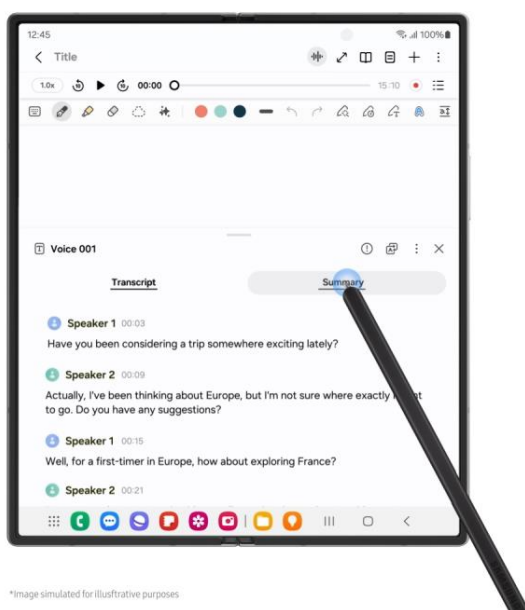 12:45 100%
Title
1.0x 00:00 15:10
Voice 001
Transcript Summary
Speaker 1 00:03
Have you been considering a trip somewhere exciting lately?
Speaker 2 00:09
Actually, I've been thinking about Europe, but I'm not sure where exactly
to go. Do you have any suggestions?
Speaker 1 00:15
Well, for a first-timer in Europe, how about exploring France?
Speaker 2 00:21
*Image simulated for illusftrative purposes